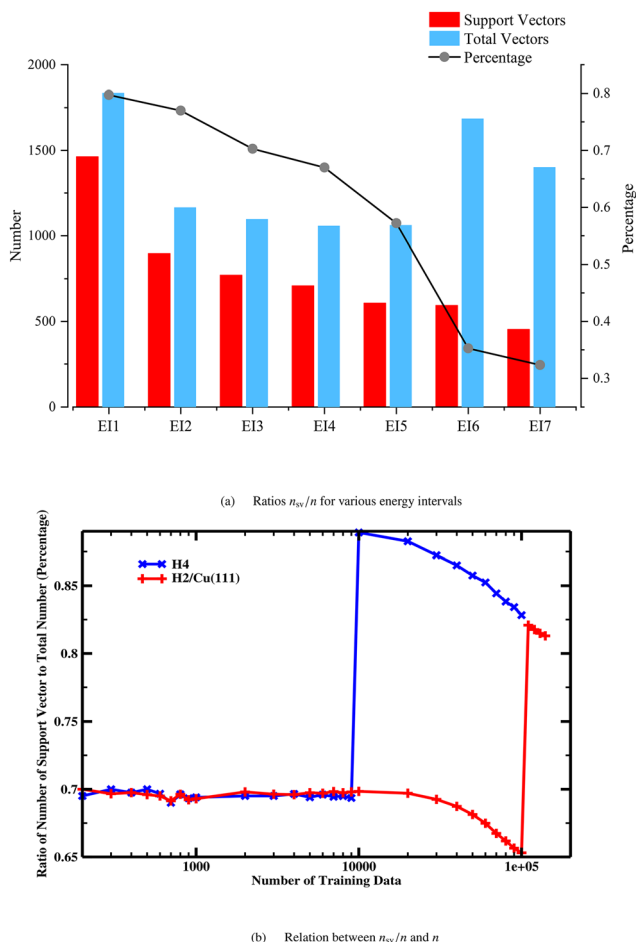 Support Vectors
Total Vectors
Percentage
2000
1500
1000
500
0
Number
0.8
0.7
0.6
0.5
0.4
0.3
Percentage
EI1 EI2 EI3 EI4 EI5 EI6 EI7
(a) Ratios nsv/n for various energy intervals
Ratio of Number of Support Vector to Total Number (Percentage)
0.85
0.8
0.75
0.7
0.65
H4
H2/Cu(111)
1000 10000 1e+05
Number of Training Data
(b) Relation between nsv/n and n